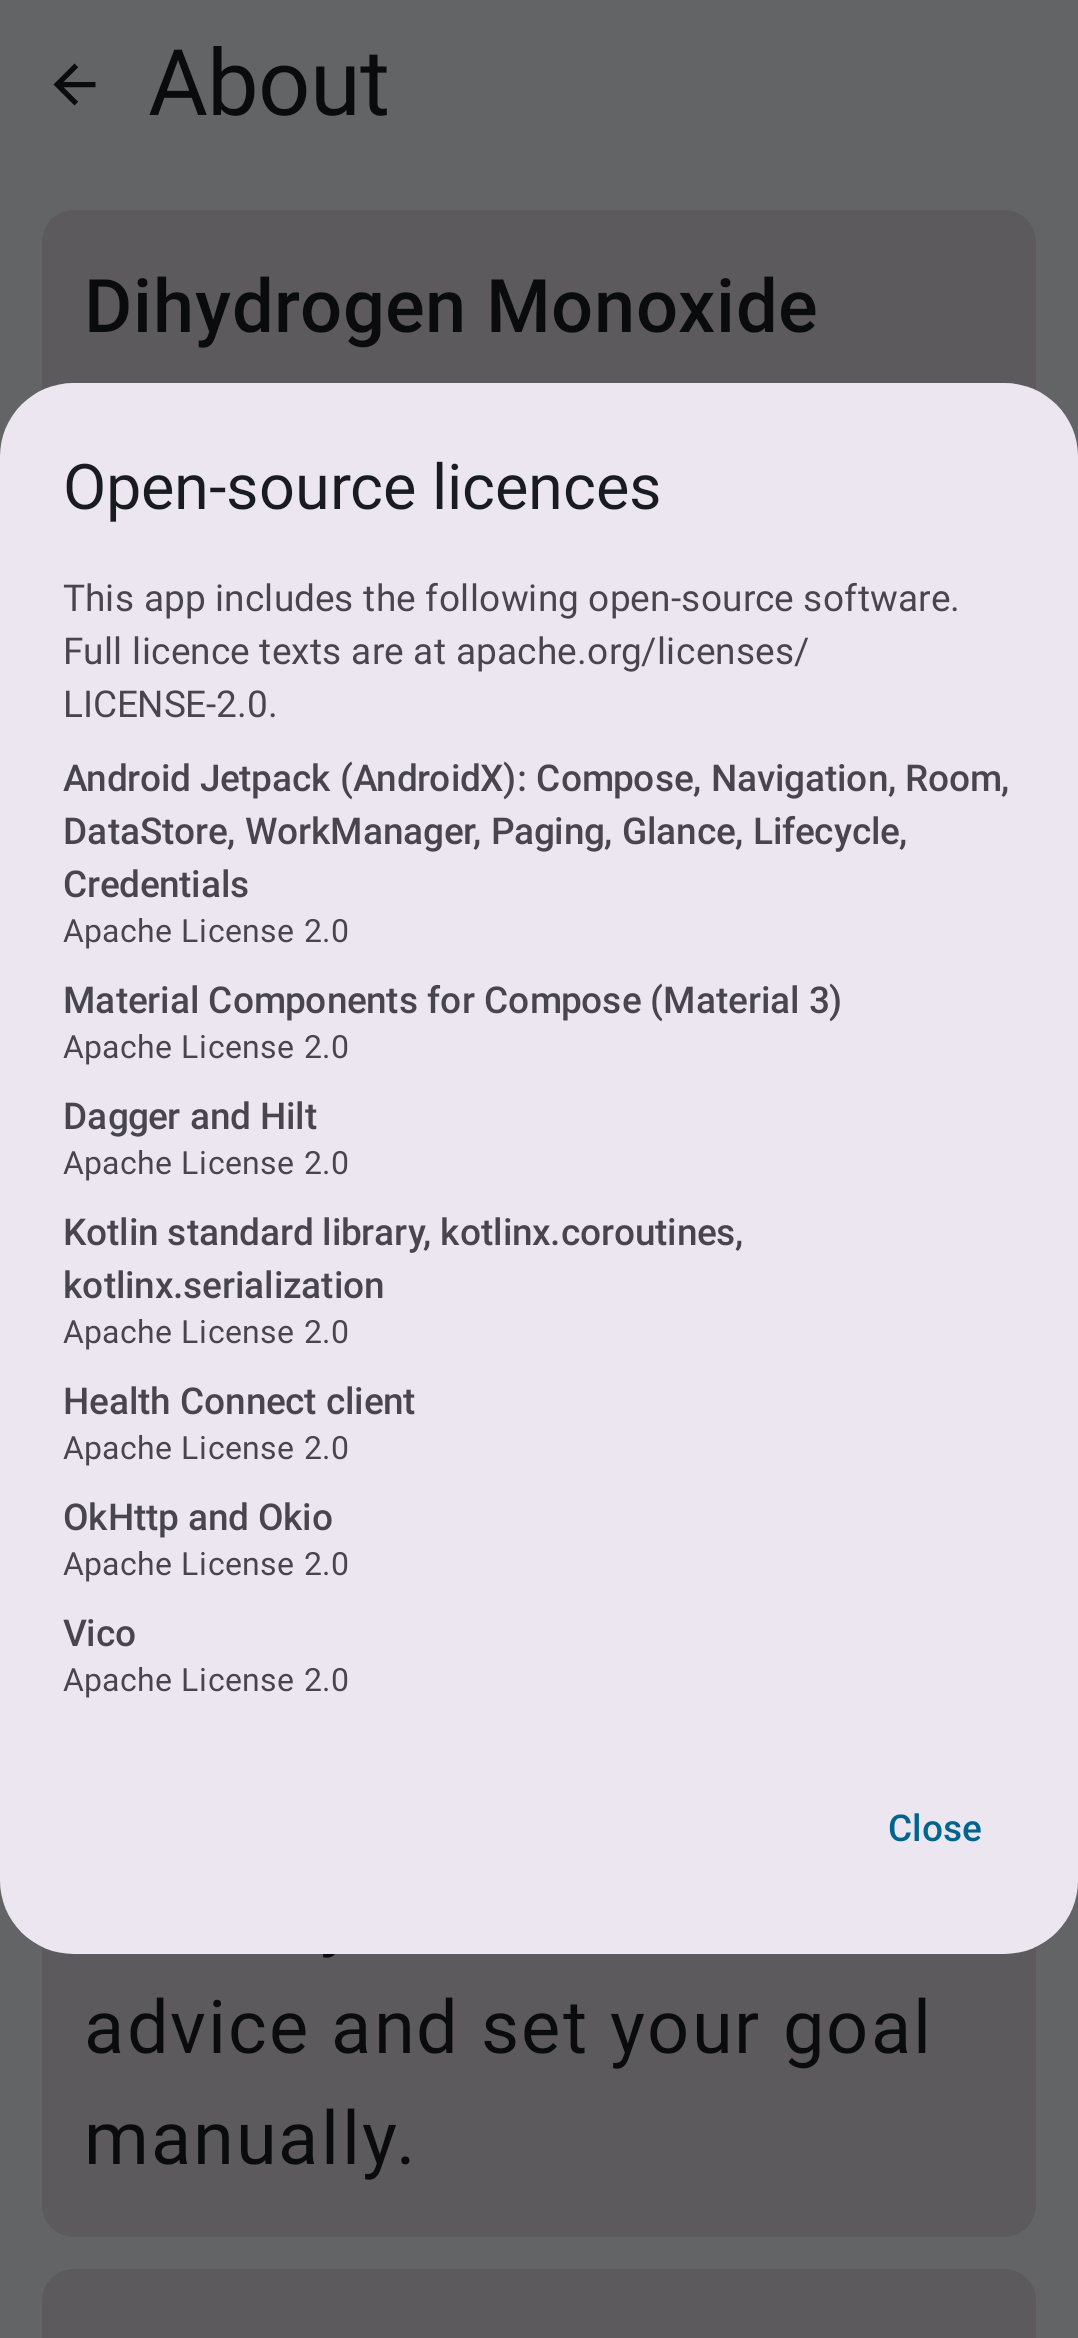 About
Dihydrogen Monoxide
Open-source licences
This app includes the following open-source software.
Full licence texts are at apache.org/licenses/
LICENSE-2.0.
Android Jetpack (AndroidX): Compose, Navigation, Room,
DataStore, WorkManager, Paging, Glance, Lifecycle,
Credentials
Apache License 2.0
Material Components for Compose (Material 3)
Apache License 2.0
Dagger and Hilt
Apache License 2.0
Kotlin standard library, kotlinx.coroutines,
kotlinx.serialization
Apache License 2.0
Health Connect client
Apache License 2.0
OkHttp and Okio
Apache License 2.0
Vico
Apache License 2.0
Close
advice and set your goal
manually.